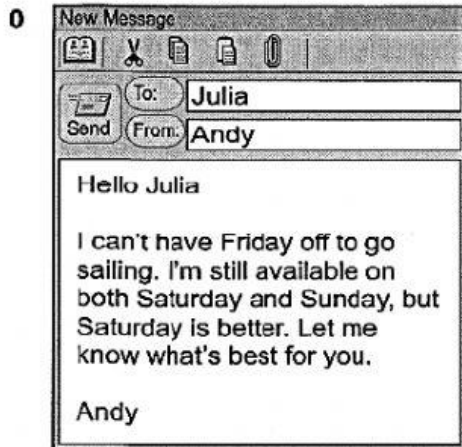 0
New Message
To: Julia
Send
From: Andy
Hello Julia
I can't have Friday off to go
sailing. I'm still available on
both Saturday and Sunday, but
Saturday is better. Let me
know what's best for you.
Andy